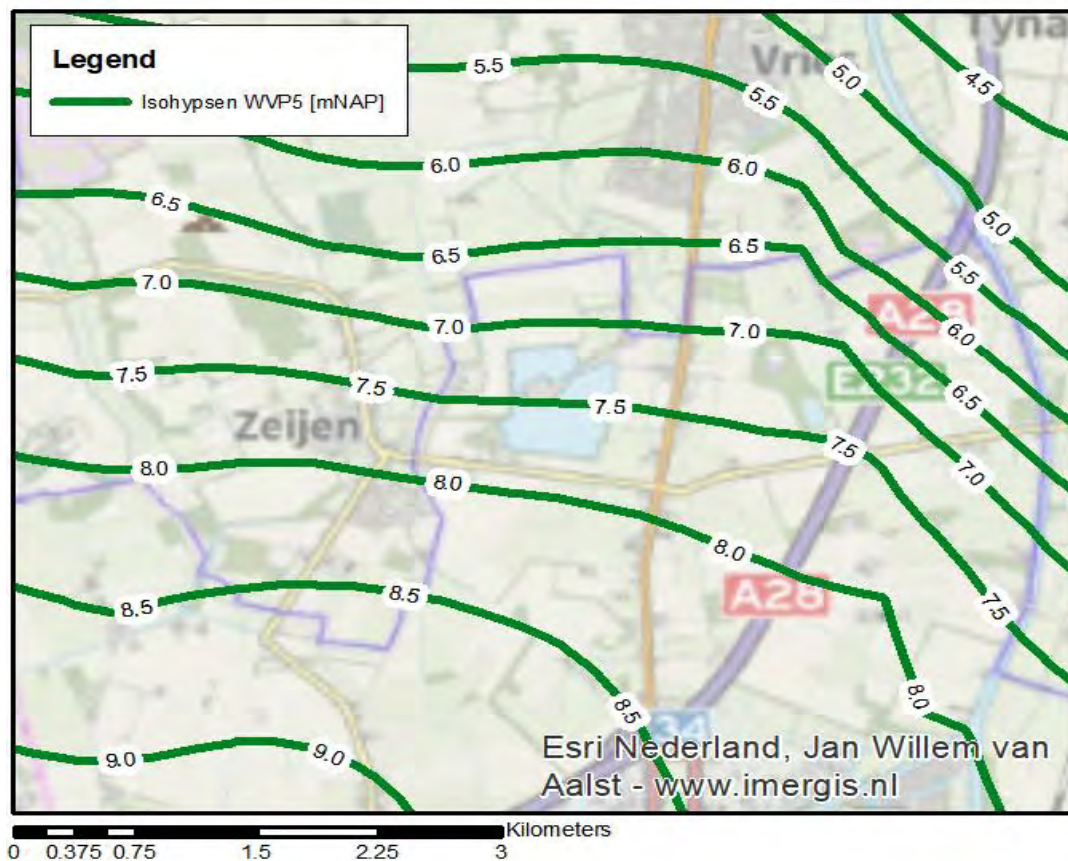 Legend
Isohypsen WVP5 [mNAP]
Vries
Tyna
5.5
5.0
4.5
5.5
6.0
6.0
6.5
6.5
6.5
5.0
5.5
7.0
7.0
7.0
A28
6.0
E232
7.5
7.5
7.5
6.5
Zeijen
7.5
8.0
8.0
7.0
8.0
A28
8.5
8.5
7.5
8.5
8.0
34
9.0
9.0
Esri Nederland, Jan Willem van
Aalst - www.imergis.nl
Kilometers
0 0.375 0.75 1.5 2.25 3